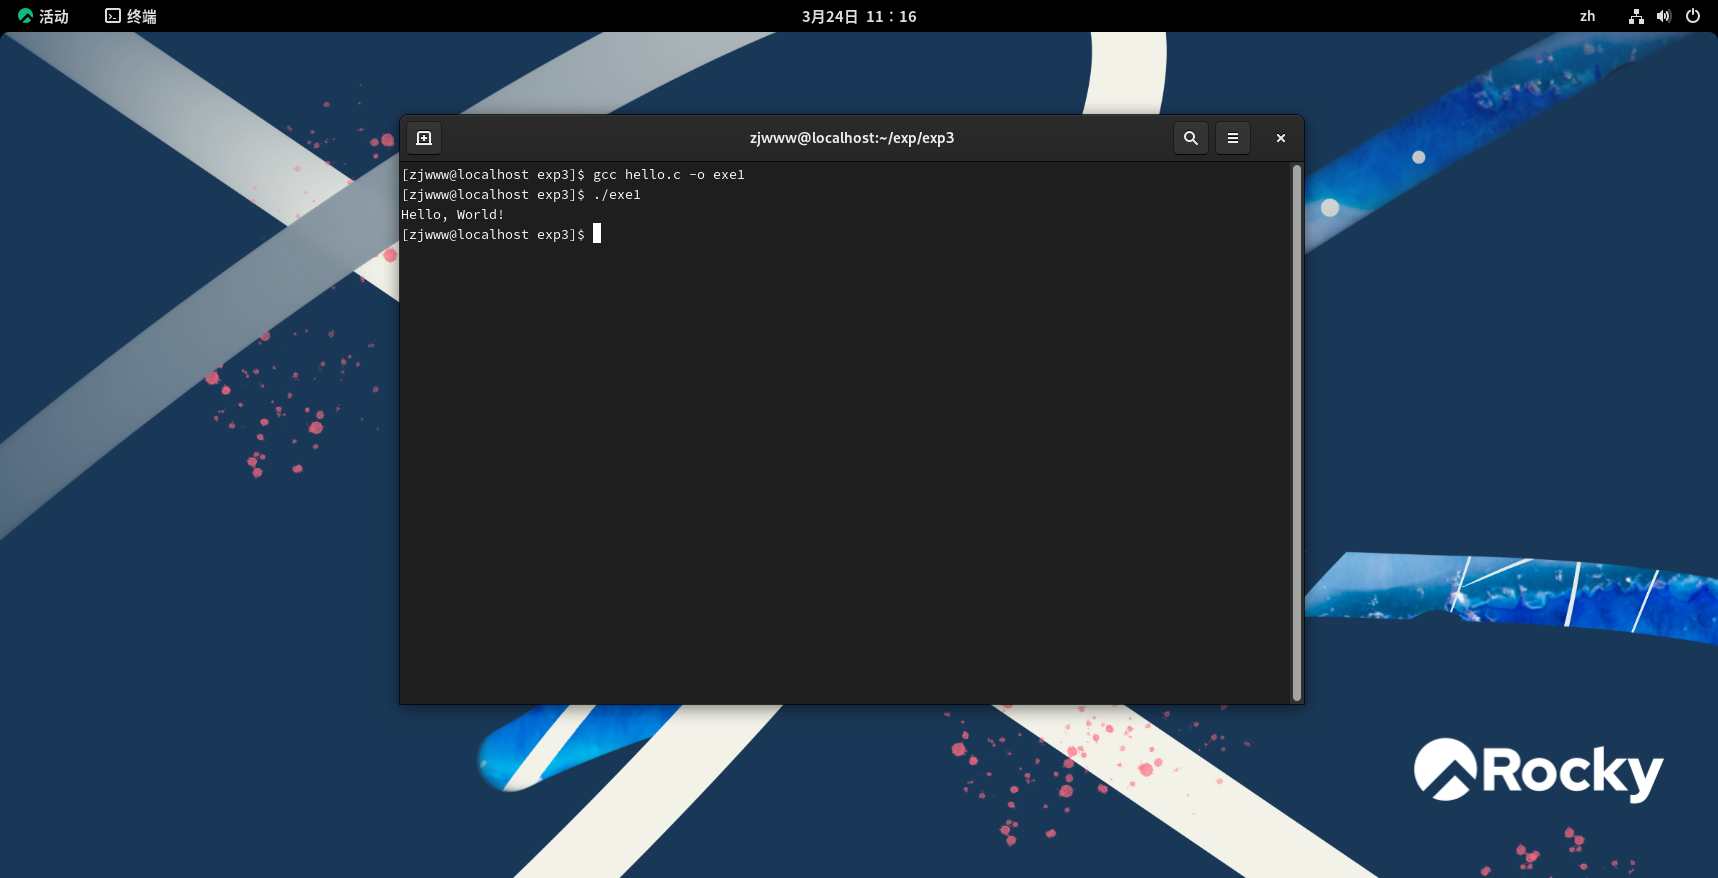 活动 终端 3月24日 11：16 zh
zjwww@localhost:~/exp/exp3
[zjwww@localhost exp3]$ gcc hello.c -o exe1
[zjwww@localhost exp3]$ ./exe1
Hello, World!
[zjwww@localhost exp3]$
Rocky